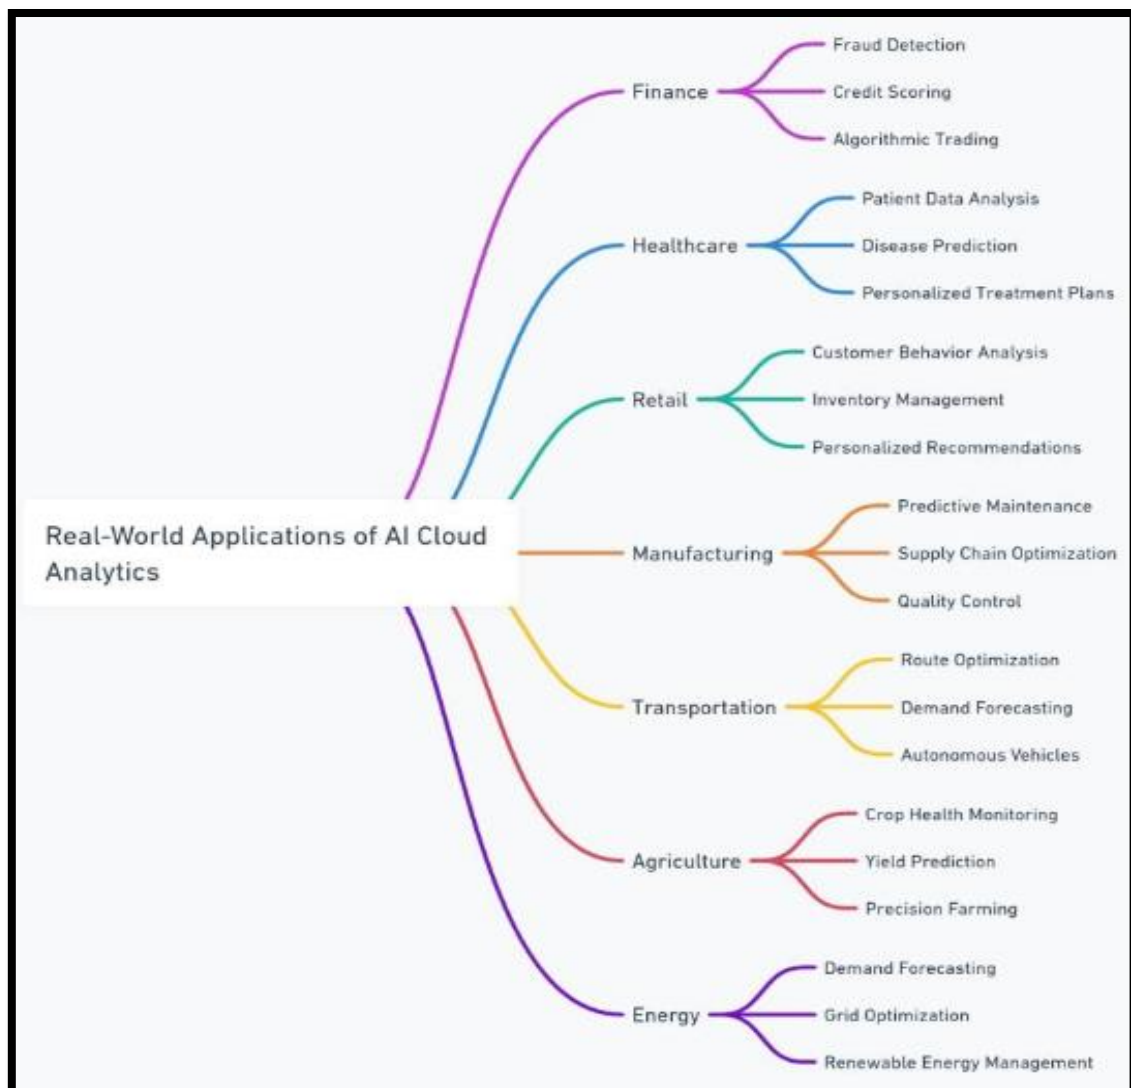 Real-World Applications of AI Cloud
Analytics
Finance
Fraud Detection
Credit Scoring
Algorithmic Trading
Healthcare
Patient Data Analysis
Disease Prediction
Personalized Treatment Plans
Retail
Customer Behavior Analysis
Inventory Management
Personalized Recommendations
Manufacturing
Predictive Maintenance
Supply Chain Optimization
Quality Control
Transportation
Route Optimization
Demand Forecasting
Autonomous Vehicles
Agriculture
Crop Health Monitoring
Yield Prediction
Precision Farming
Energy
Demand Forecasting
Grid Optimization
Renewable Energy Management